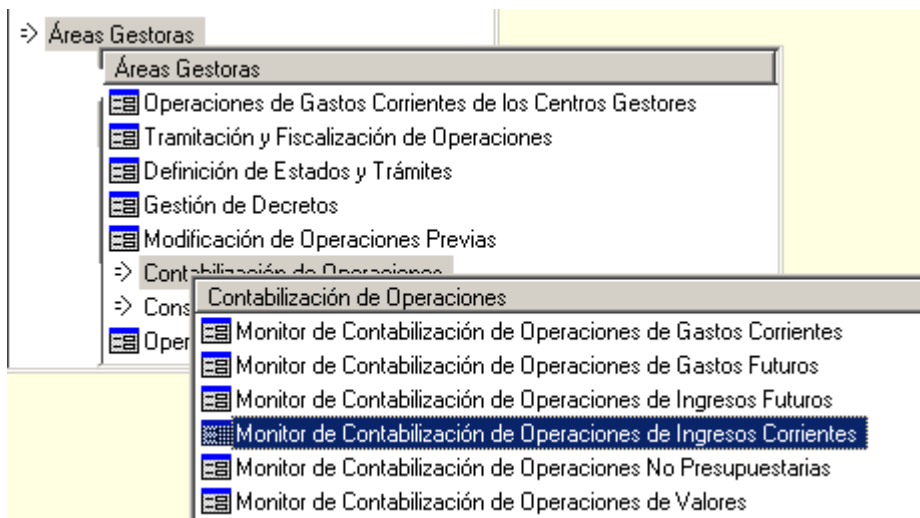 Áreas Gestoras
Áreas Gestoras
Operaciones de Gastos Corrientes de los Centros Gestores
Tramitación y Fiscalización de Operaciones
Definición de Estados y Trámites
Gestión de Decretos
Modificación de Operaciones Previas
Contabilización de Operaciones
Cons
Oper
Contabilización de Operaciones
Monitor de Contabilización de Operaciones de Gastos Corrientes
Monitor de Contabilización de Operaciones de Gastos Futuros
Monitor de Contabilización de Operaciones de Ingresos Futuros
Monitor de Contabilización de Operaciones de Ingresos Corrientes
Monitor de Contabilización de Operaciones No Presupuestarias
Monitor de Contabilización de Operaciones de Valores